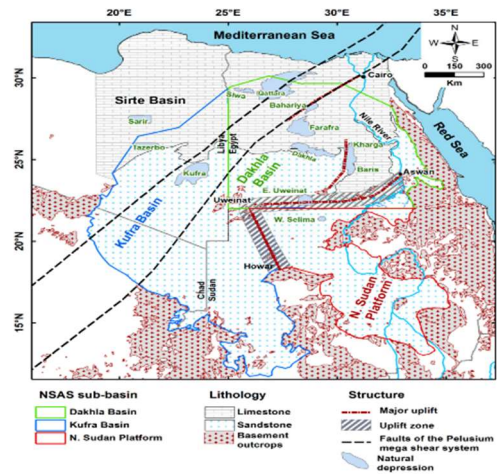 20°E 25°E 30°E 35°E
Mediterranean Sea
N
W E
S
0 150 300
Km
30°N
Cairo
Sirte Basin
Siwa
Qattara
Bahariya
Nile River
Red Sea
Sarir
Libya
Egypt
Farafra
25°N
Tazerbo
Dakhla Basin
Dakhla
Kharga
Kufra
Baris
Aswan
E. Uweinat
Uweinat
Kufra Basin
W. Selima
20°N
Howar
Chad
Sudan
N. Sudan
Platform
15°N
NSAS sub-basin
Dakhla Basin
Kufra Basin
N. Sudan Platform
Lithology
Limestone
Sandstone
Basement
outcrops
Structure
Major uplift
Uplift zone
Faults of the Pelusium
mega shear system
Natural
depression